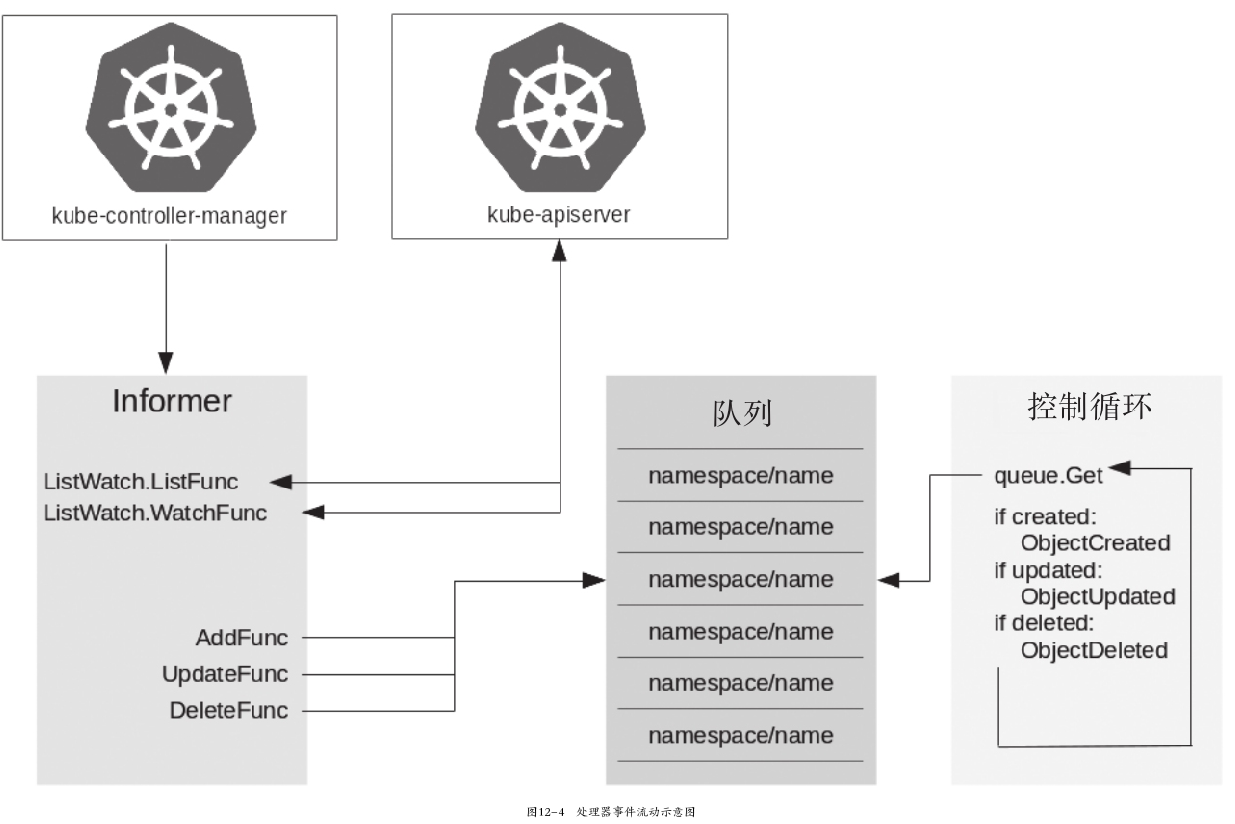 kube-controller-manager
kube-apiserver
Informer
ListWatch.ListFunc
ListWatch.WatchFunc
AddFunc
UpdateFunc
DeleteFunc
队列
namespace/name
namespace/name
namespace/name
namespace/name
namespace/name
namespace/name
控制循环
queue.Get
if created:
ObjectCreated
if updated:
ObjectUpdated
if deleted:
ObjectDeleted
图12-4 处理器事件流动示意图